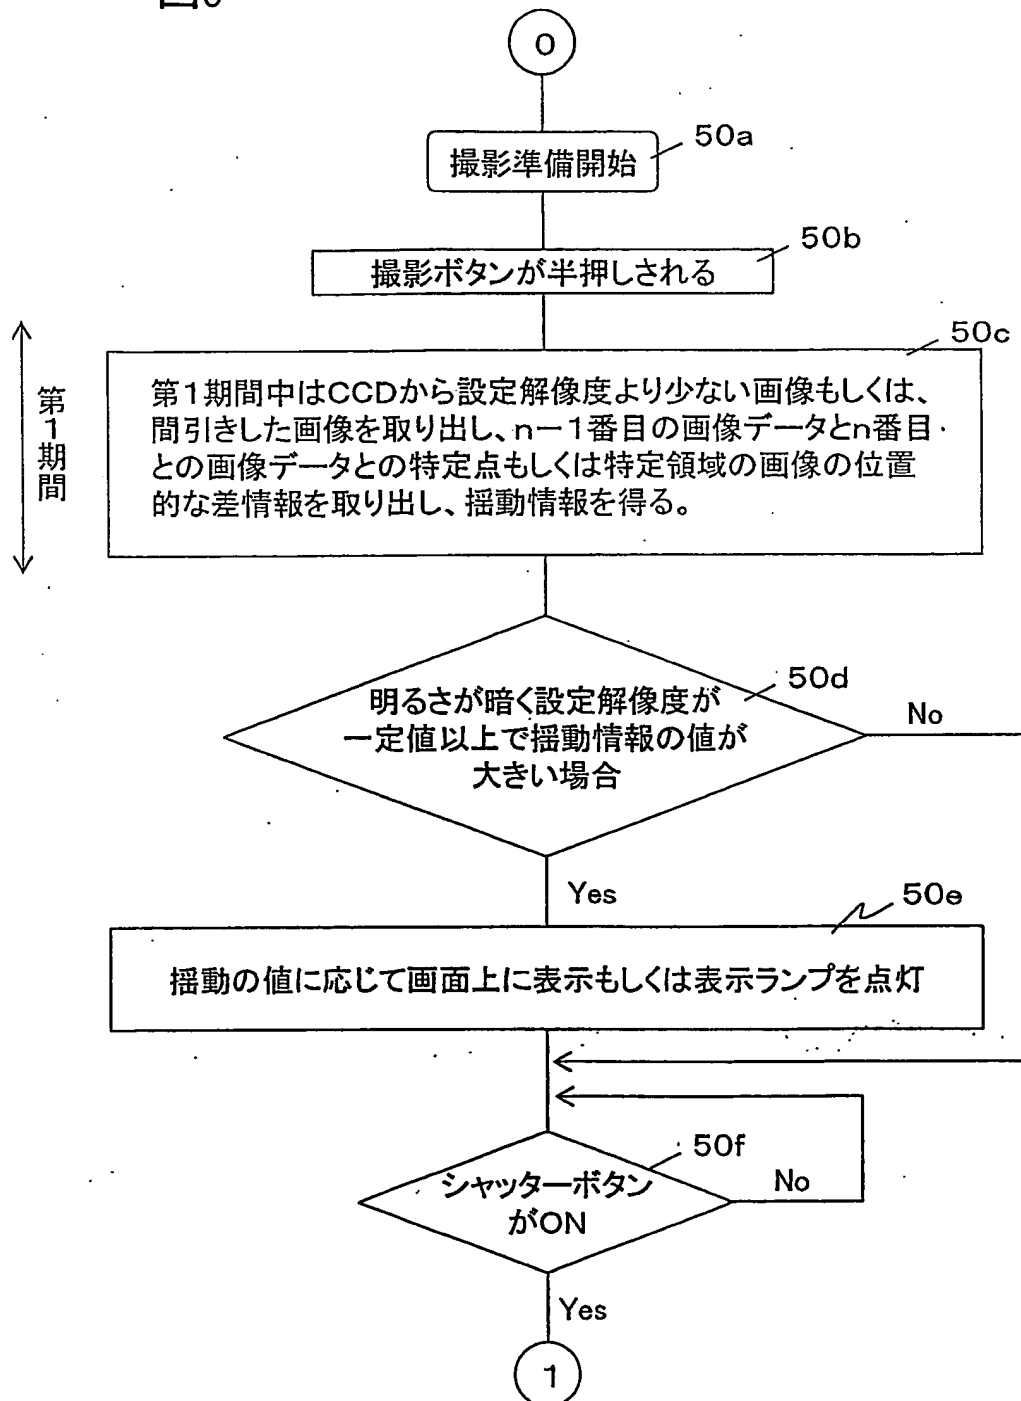 0
撮影準備開始
50a
撮影ボタンが半押しされる
50b
50c
第1期間
第1期間中はCCDから設定解像度より少ない画像もしくは、
間引きした画像を取り出し、n−1番目の画像データとn番目
との画像データとの特定点もしくは特定領域の画像の位置
的な差情報を取り出し、揺動情報を得る。
50d
明るさが暗く設定解像度が
一定値以上で揺動情報の値が
大きい場合
No
Yes
50e
揺動の値に応じて画面上に表示もしくは表示ランプを点灯
50f
シャッターボタン
がON
No
Yes
1